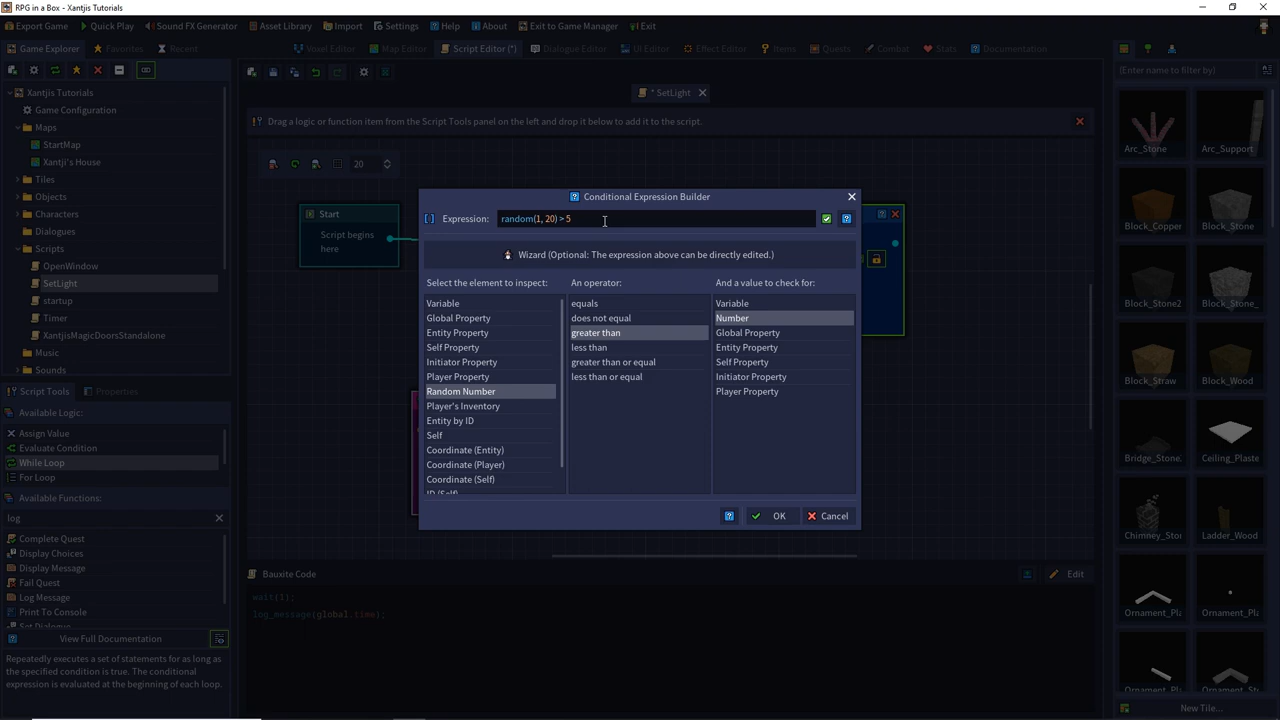 RPG in a Box - Xantjis Tutorials
Export Game
Quick Play
Sound FX Generator
Asset Library
Import
Settings
Help
About
Exit to Game Manager
Exit
Game Explorer
Favorites
Recent
Voxel Editor
Map Editor
Script Editor (*)
Dialogue Editor
UI Editor
Effect Editor
Items
Quests
Combat
Stats
Documentation
{Enter name to filter by}
Xantjis Tutorials
Game Configuration
Maps
StartMap
Xantji's House
Tiles
Objects
Characters
Dialogues
Scripts
OpenWindow
SetLight
startup
Timer
XantjisMagicDoorsStandalone
Music
Sounds
Script Tools
Properties
Available Logic:
Assign Value
Evaluate Condition
While Loop
For Loop
Available Functions:
log
Complete Quest
Display Choices
Display Message
Fail Quest
Log Message
Print To Console
Set Dialogue
View Full Documentation
Repeatedly executes a set of statements for as long as
the specified condition is true. The conditional
expression is evaluated at the beginning of each loop.
* SetLight
Drag a logic or function item from the Script Tools panel on the left and drop it below to add it to the script.
20
Start
Script begins
here
Conditional Expression Builder
[ ] Expression: random(1, 20) > 5
Wizard (Optional: The expression above can be directly edited.)
Select the element to inspect:
Variable
Global Property
Entity Property
Self Property
Initiator Property
Player Property
Random Number
Player's Inventory
Entity by ID
Self
Coordinate (Entity)
Coordinate (Player)
Coordinate (Self)
ID (Self)
An operator:
equals
does not equal
greater than
less than
greater than or equal
less than or equal
And a value to check for:
Variable
Number
Global Property
Entity Property
Self Property
Initiator Property
Player Property
OK
Cancel
Bauxite Code
Edit
wait(1);
log_message(global.time);
Arc_Stone
Arc_Support
Block_Copper
Block_Iron
Block_Stone2
Block_Stone_
Block_Straw
Block_Wood
Bridge_Stone.
Ceiling_Plaste
Chimney_Stor
Ladder_Wood
Ornament_Pla
Ornament_Pla
Ornament_Pla
Ornament_Sto
New Tile...